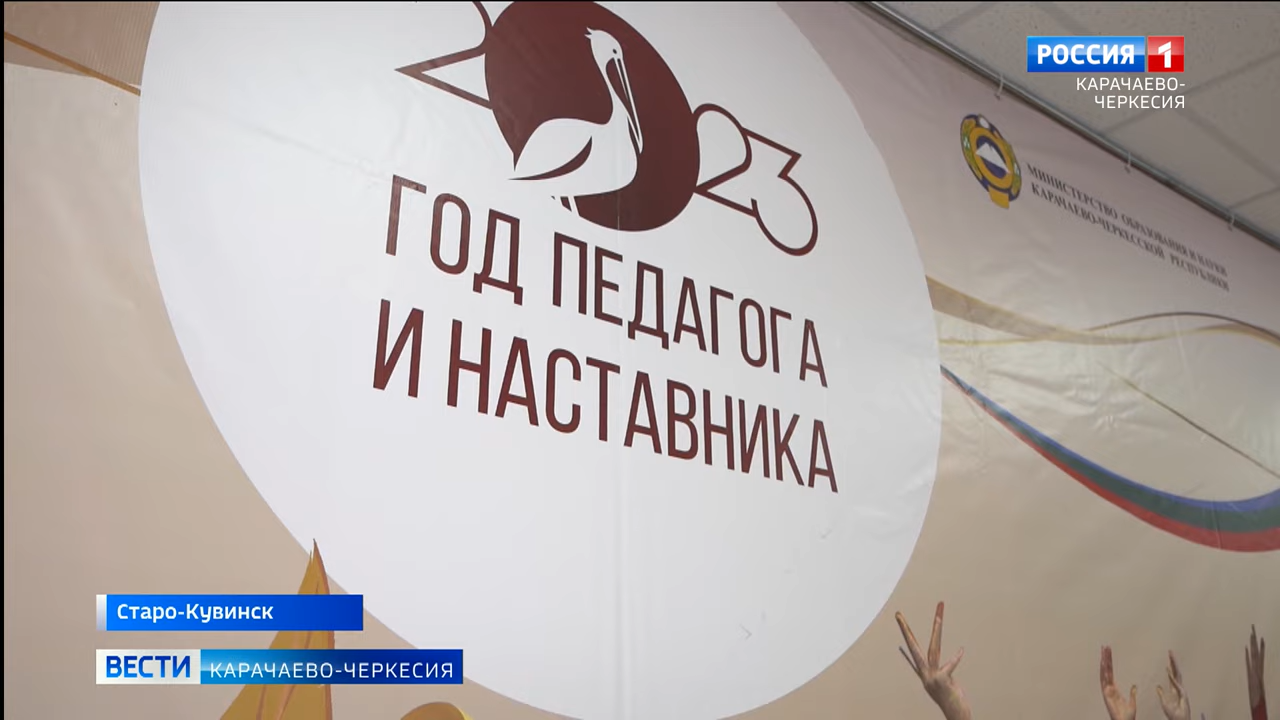 РОССИЯ 1
КАРАЧАЕВО-
ЧЕРКЕСИЯ
2023
МИНИСТЕРСТВО ОБРАЗОВАНИЯ И НАУКИ
КАРАЧАЕВО-ЧЕРКЕССКОЙ РЕСПУБЛИКИ
ГОД ПЕДАГОГА
И НАСТАВНИКА
Старо-Кувинск
ВЕСТИ КАРАЧАЕВО-ЧЕРКЕСИЯ